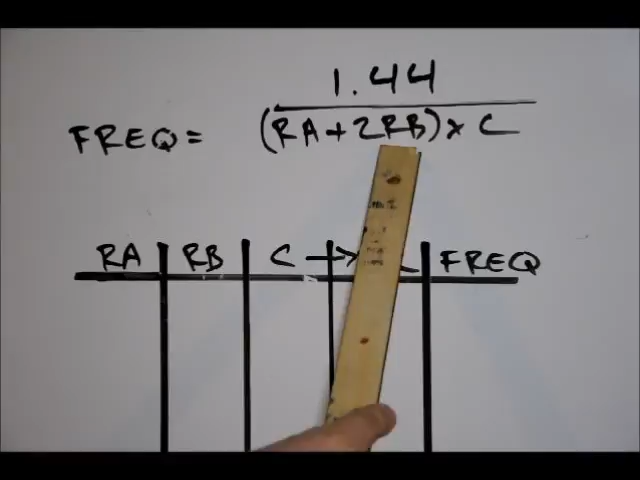 1.44
FREQ = (RA + 2RB) × C
RA RB C → FREQ